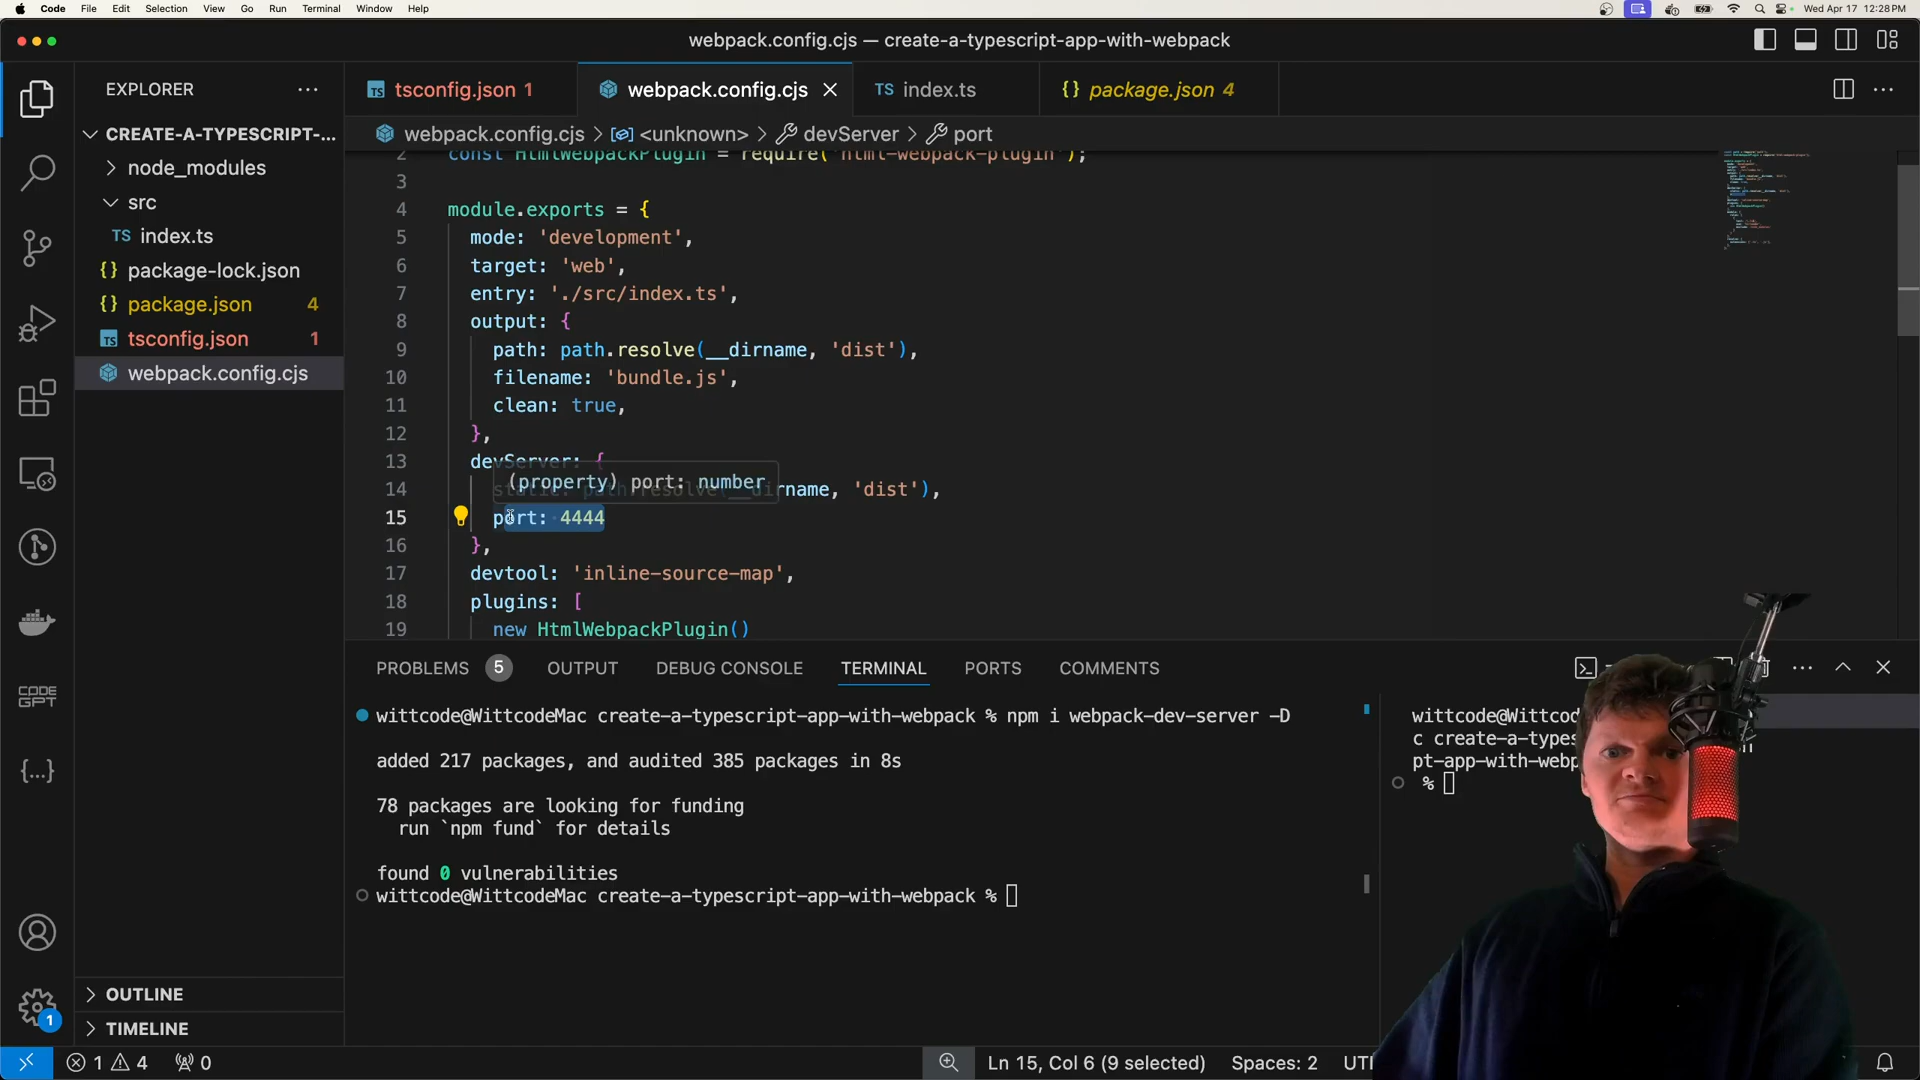 Code File Edit Selection View Go Run Terminal Window Help
Wed Apr 17 12:28 PM
webpack.config.cjs — create-a-typescript-app-with-webpack
EXPLORER
tsconfig.json 1
webpack.config.cjs
TS index.ts
{} package.json 4
CREATE-A-TYPESCRIPT-...
node_modules
src
TS index.ts
{} package-lock.json
{} package.json 4
TS tsconfig.json 1
webpack.config.cjs
webpack.config.cjs > <unknown> > devServer > port
2 const HtmlWebpackPlugin = require('html-webpack-plugin');
3
4 module.exports = {
5 mode: 'development',
6 target: 'web',
7 entry: './src/index.ts',
8 output: {
9 path: path.resolve(__dirname, 'dist'),
10 filename: 'bundle.js',
11 clean: true,
12 },
13 devServer: {
(property) port: number
14 static: path.resolve(__dirname, 'dist'),
15 port: 4444
16 },
17 devtool: 'inline-source-map',
18 plugins: [
19 new HtmlWebpackPlugin()
PROBLEMS 5 OUTPUT DEBUG CONSOLE TERMINAL PORTS COMMENTS
wittcode@WittcodeMac create-a-typescript-app-with-webpack % npm i webpack-dev-server -D
added 217 packages, and audited 385 packages in 8s
78 packages are looking for funding
run `npm fund` for details
found 0 vulnerabilities
wittcode@WittcodeMac create-a-typescript-app-with-webpack %
wittcode@Wittcod
c create-a-types
pt-app-with-webp
%
CODE GPT
{...}
OUTLINE
TIMELINE
1
1 4 0
Ln 15, Col 6 (9 selected) Spaces: 2 UTF